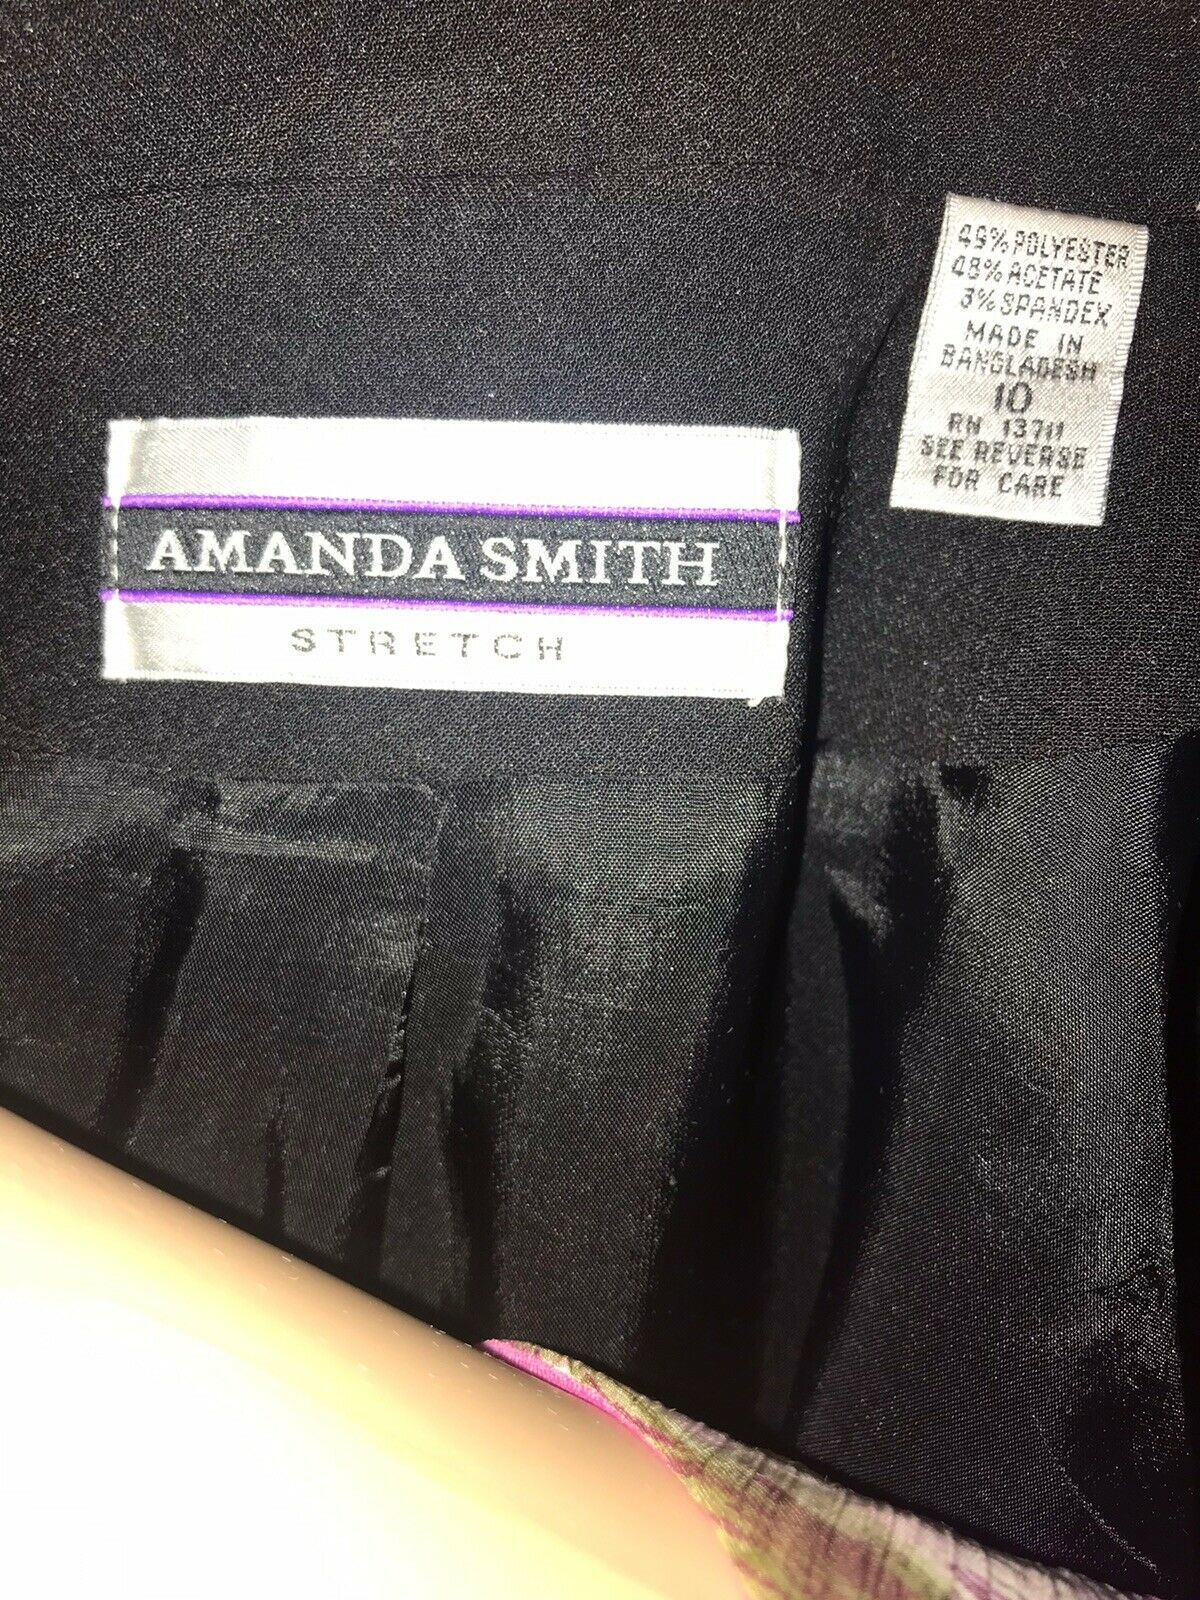 49% POLYESTER
48% ACETATE
3% SPANDEX
MADE IN
BANGLADESH
10
RN 13711
SEE REVERSE
FOR CARE
AMANDA SMITH
STRETCH